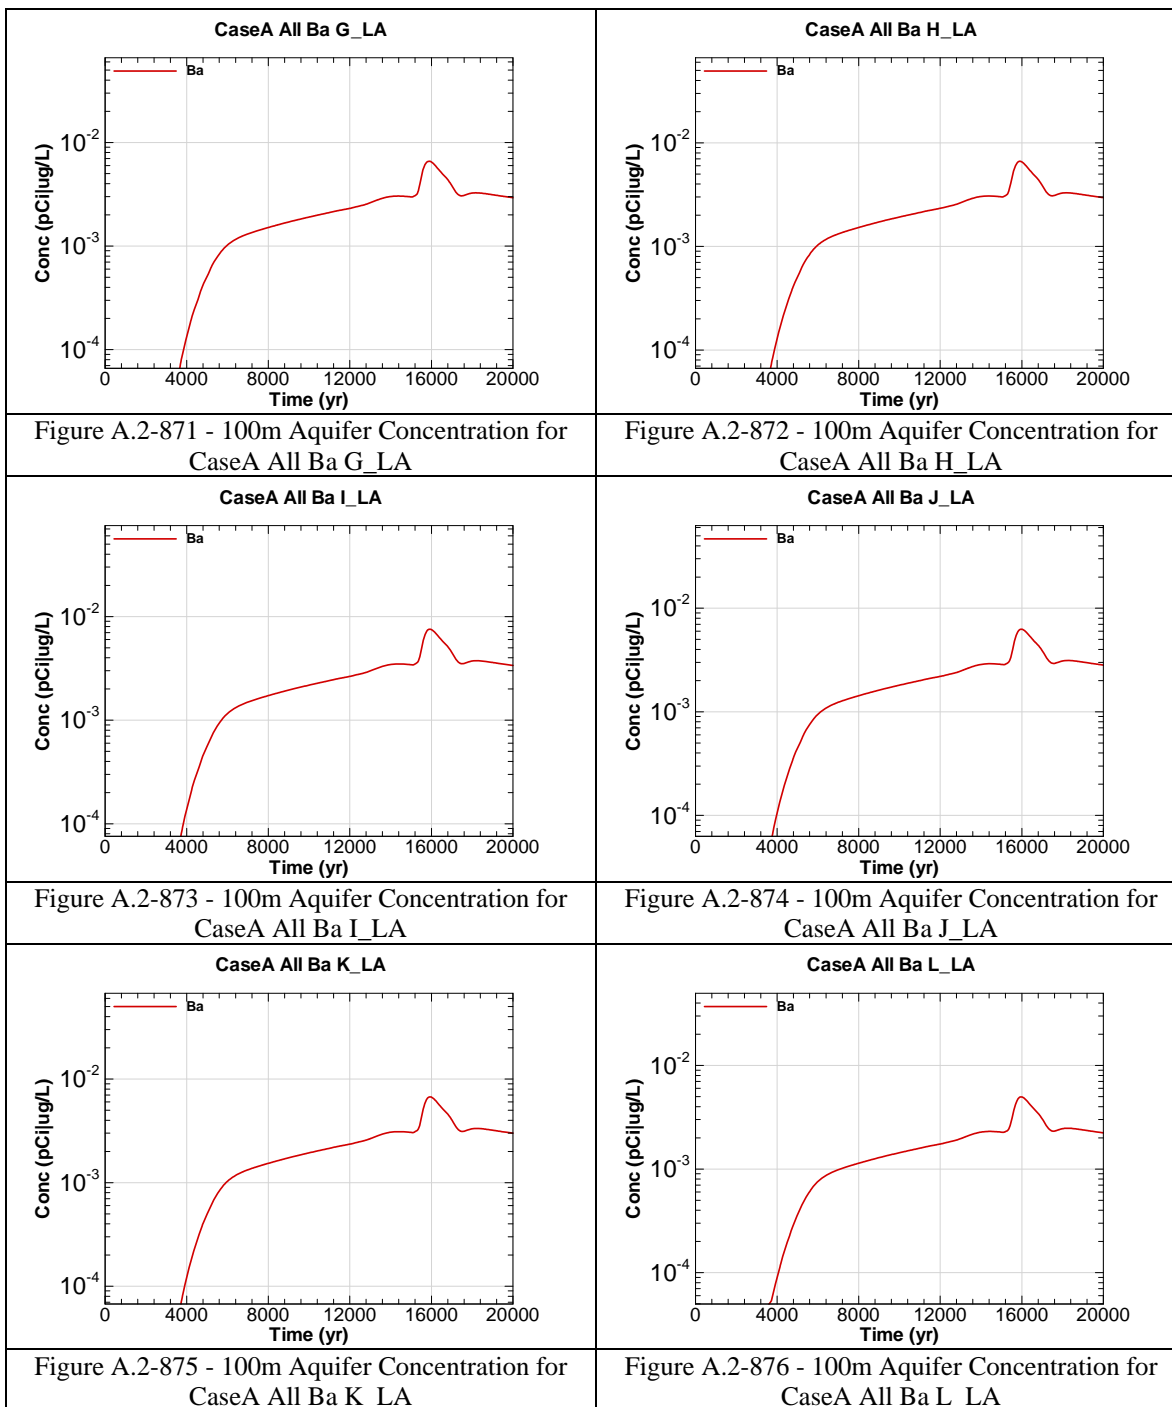 CaseA All Ba G_LA
Ba
Conc (pCi|ug/L)
10-2
10-3
10-4
0 4000 8000 12000 16000 20000
Time (yr)
Figure A.2-871 - 100m Aquifer Concentration for
CaseA All Ba G_LA
CaseA All Ba H_LA
Ba
Conc (pCi|ug/L)
10-2
10-3
10-4
0 4000 8000 12000 16000 20000
Time (yr)
Figure A.2-872 - 100m Aquifer Concentration for
CaseA All Ba H_LA
CaseA All Ba I_LA
Ba
Conc (pCi|ug/L)
10-2
10-3
10-4
0 4000 8000 12000 16000 20000
Time (yr)
Figure A.2-873 - 100m Aquifer Concentration for
CaseA All Ba I_LA
CaseA All Ba J_LA
Ba
Conc (pCi|ug/L)
10-2
10-3
10-4
0 4000 8000 12000 16000 20000
Time (yr)
Figure A.2-874 - 100m Aquifer Concentration for
CaseA All Ba J_LA
CaseA All Ba K_LA
Ba
Conc (pCi|ug/L)
10-2
10-3
10-4
0 4000 8000 12000 16000 20000
Time (yr)
Figure A.2-875 - 100m Aquifer Concentration for
CaseA All Ba K_LA
CaseA All Ba L_LA
Ba
Conc (pCi|ug/L)
10-2
10-3
10-4
0 4000 8000 12000 16000 20000
Time (yr)
Figure A.2-876 - 100m Aquifer Concentration for
CaseA All Ba L_LA